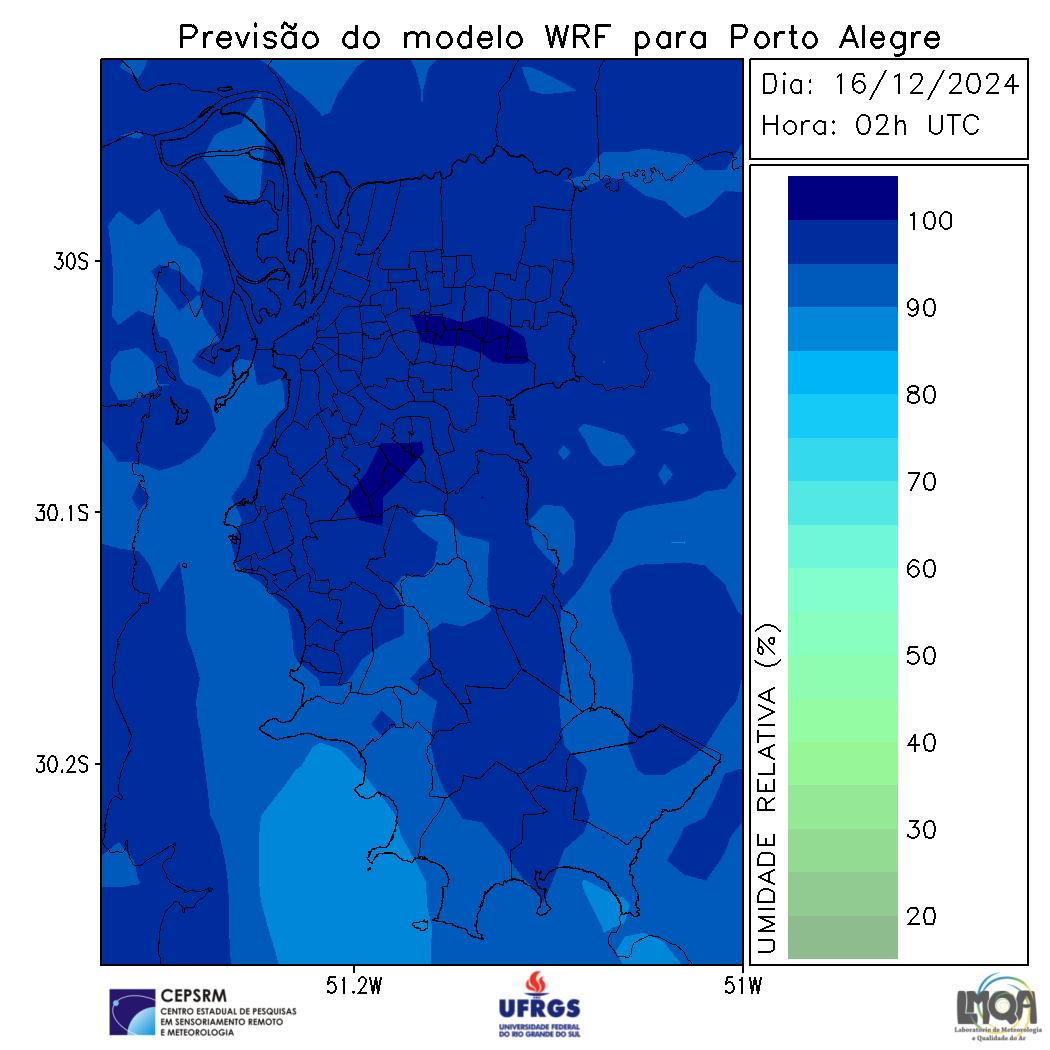 Previsão do modelo WRF para Porto Alegre
Dia: 16/12/2024
Hora: 02h UTC
30S
30.1S
30.2S
51.2W
51W
100
90
80
70
60
50
40
30
20
UMIDADE RELATIVA (%)
CEPSRM
CENTRO ESTADUAL DE PESQUISAS
EM SENSORIAMENTO REMOTO
E METEOROLOGIA
UFRGS
UNIVERSIDADE FEDERAL
DO RIO GRANDE DO SUL
LMQA
Laboratório de Meteorologia
e Qualidade do Ar